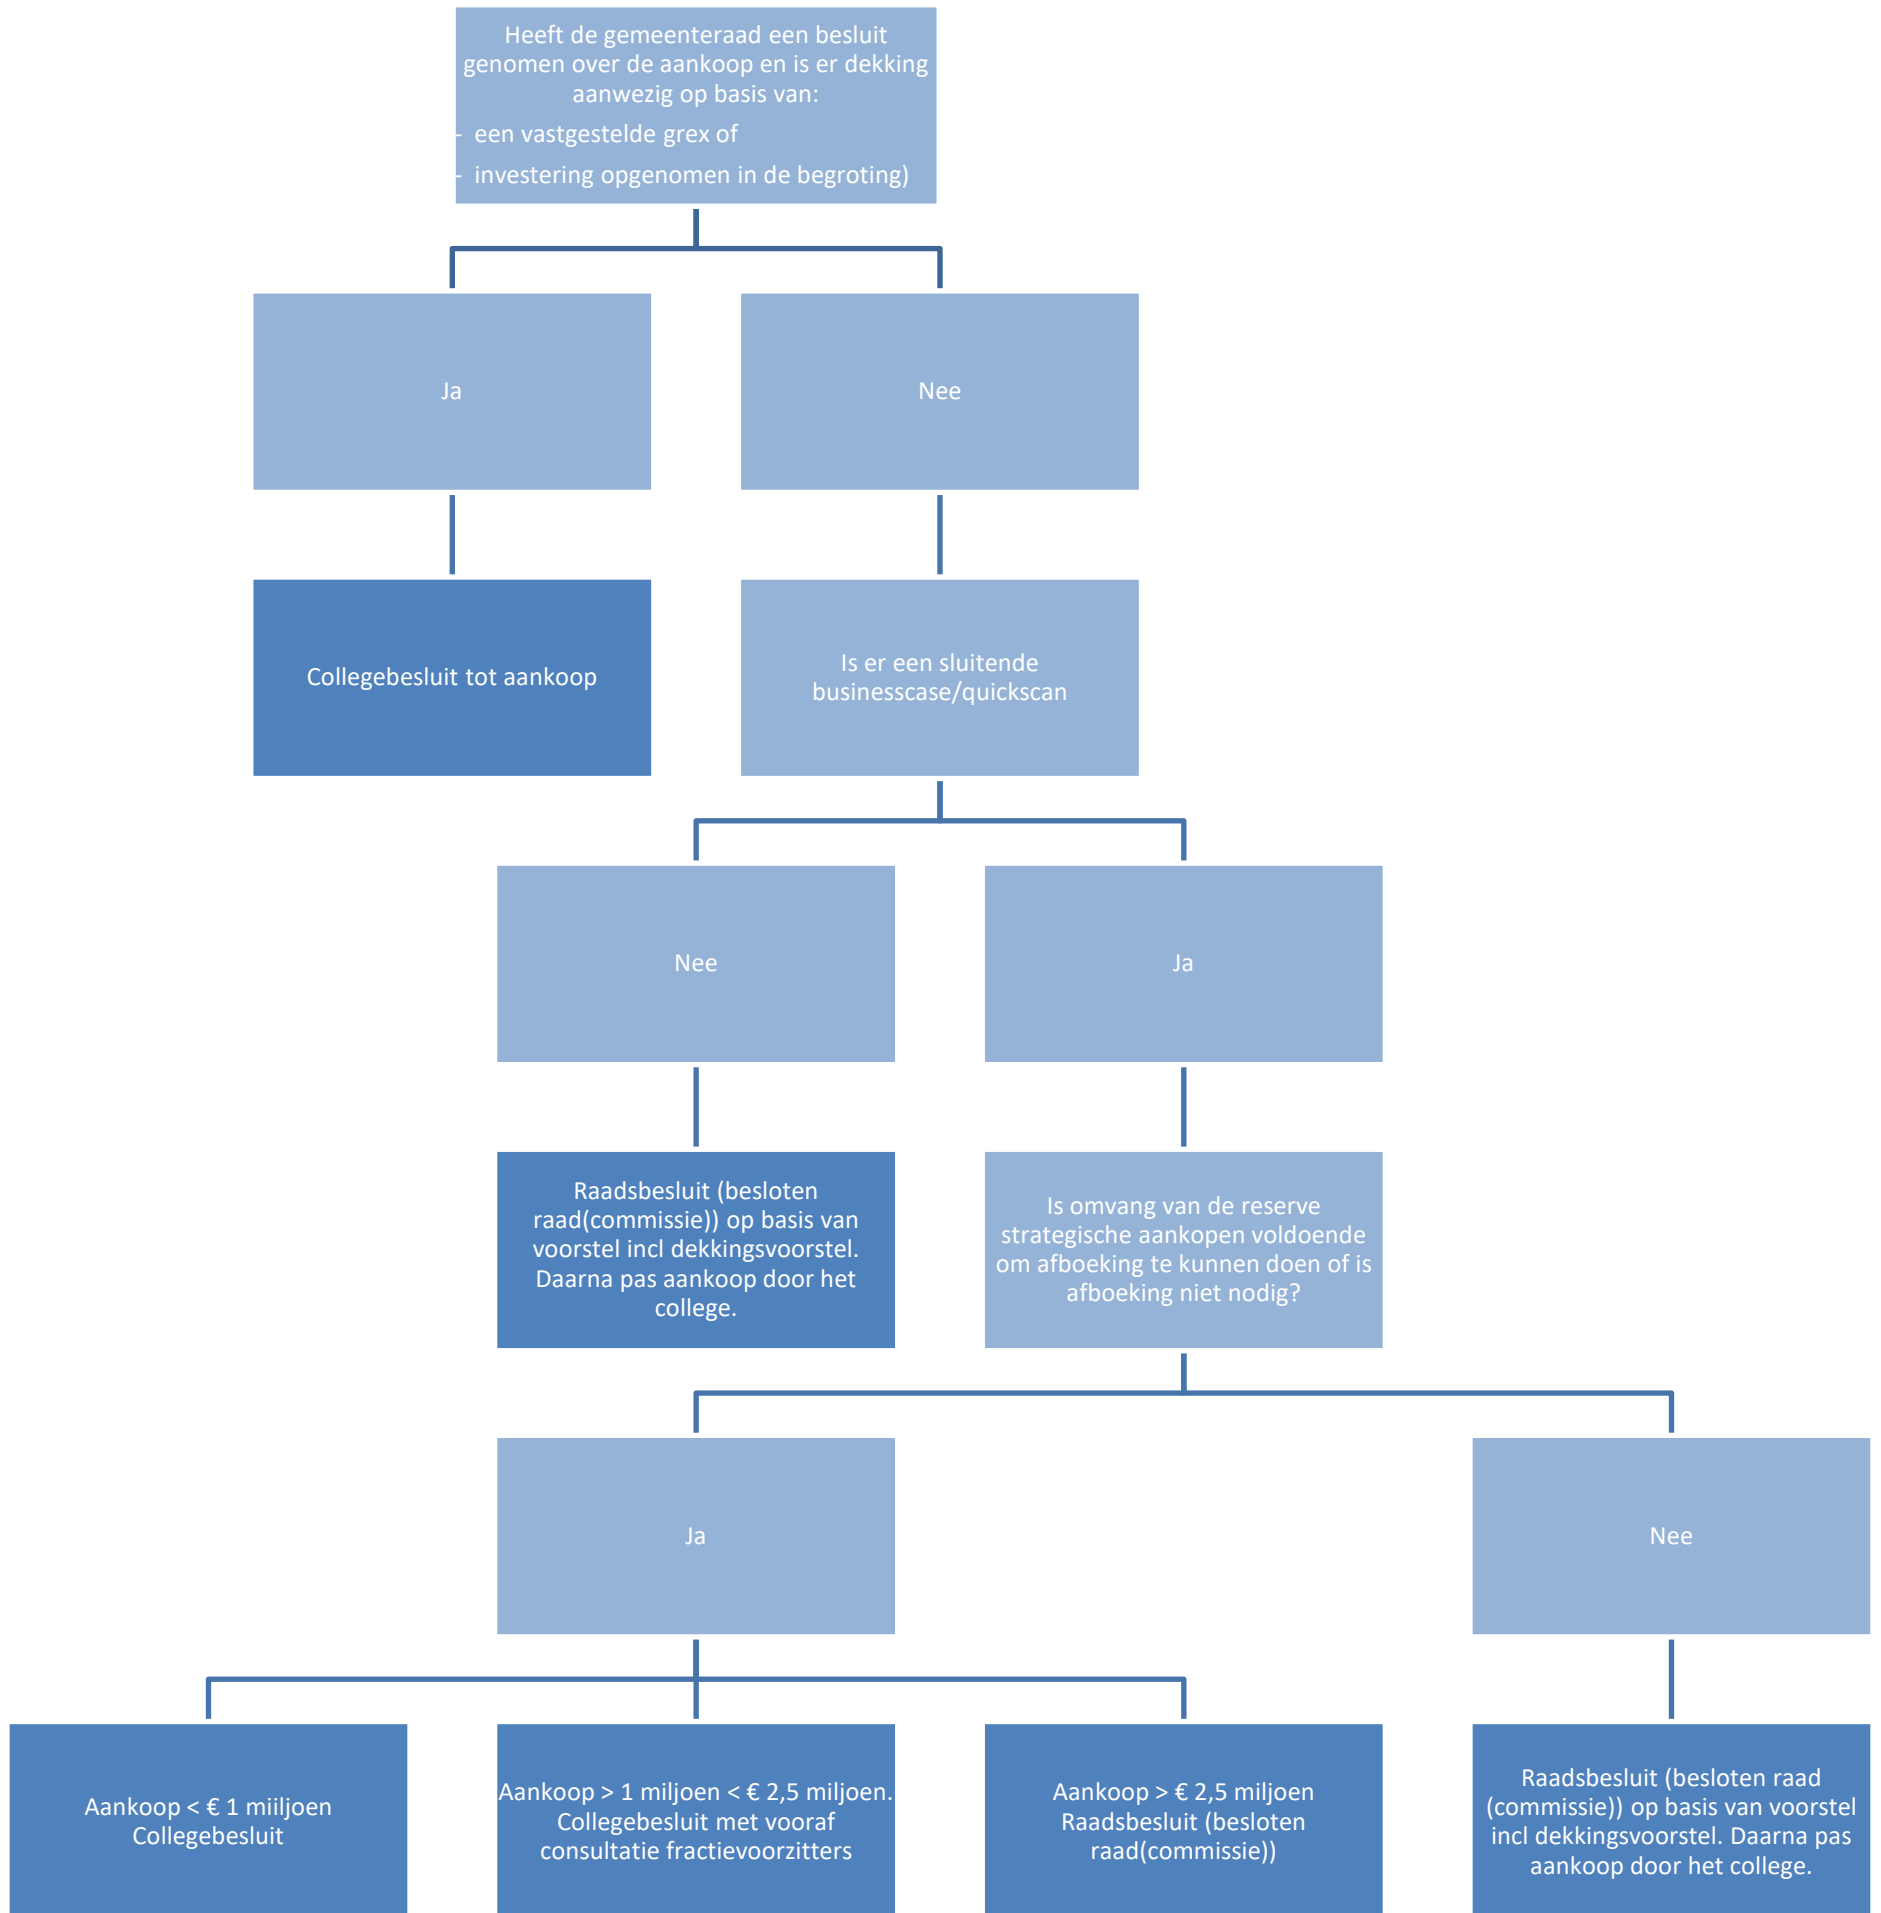 Heeft de gemeenteraad een besluit
genomen over de aankoop en is er dekking
aanwezig op basis van:
- een vastgestelde grex of
- investering opgenomen in de begroting)
Ja
Nee
Collegebesluit tot aankoop
Is er een sluitende
businesscase/quickscan
Nee
Ja
Raadsbesluit (besloten
raad(commissie)) op basis van
voorstel incl dekkingsvoorstel.
Daarna pas aankoop door het
college.
Is omvang van de reserve
strategische aankopen voldoende
om afboeking te kunnen doen of is
afboeking niet nodig?
Ja
Nee
Aankoop < € 1 miiljoen
Collegebesluit
Aankoop > 1 miljoen < € 2,5 miljoen.
Collegebesluit met vooraf
consultatie fractievoorzitters
Aankoop > € 2,5 miljoen
Raadsbesluit (besloten
raad(commissie))
Raadsbesluit (besloten raad
(commissie)) op basis van voorstel
incl dekkingsvoorstel. Daarna pas
aankoop door het college.